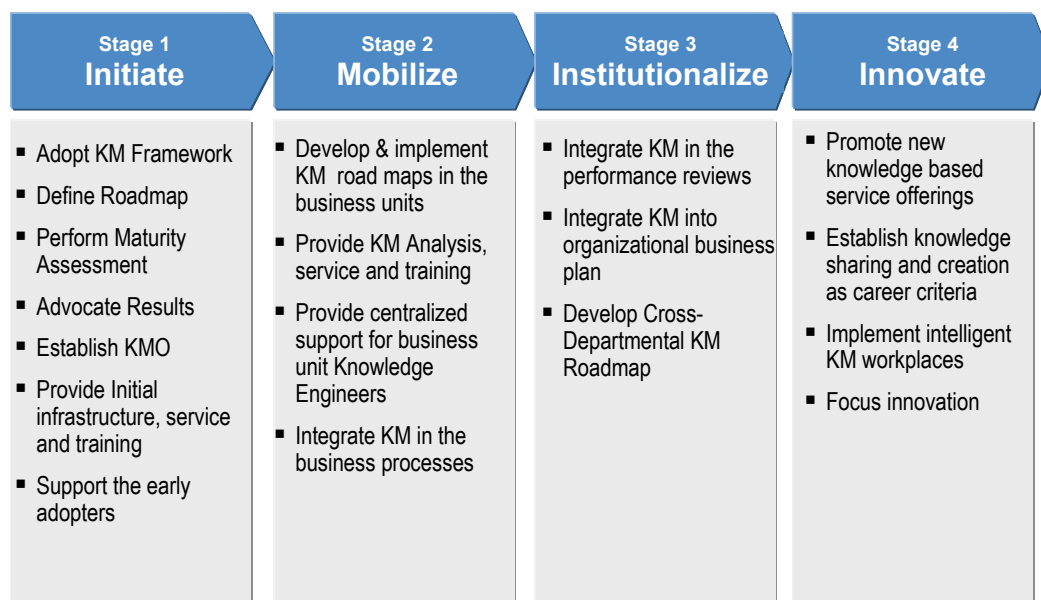 Stage 1
Initiate
▪ Adopt KM Framework
▪ Define Roadmap
▪ Perform Maturity
Assessment
▪ Advocate Results
▪ Establish KMO
▪ Provide Initial
infrastructure, service
and training
▪ Support the early
adopters
Stage 2
Mobilize
▪ Develop & implement
KM  road maps in the
business units
▪ Provide KM Analysis,
service and training
▪ Provide centralized
support for business
unit Knowledge
Engineers
▪ Integrate KM in the
business processes
Stage 3
Institutionalize
▪ Integrate KM in the
performance reviews
▪ Integrate KM into
organizational business
plan
▪ Develop Cross-
Departmental KM
Roadmap
Stage 4
Innovate
▪ Promote new
knowledge based
service offerings
▪ Establish knowledge
sharing and creation
as career criteria
▪ Implement intelligent
KM workplaces
▪ Focus innovation